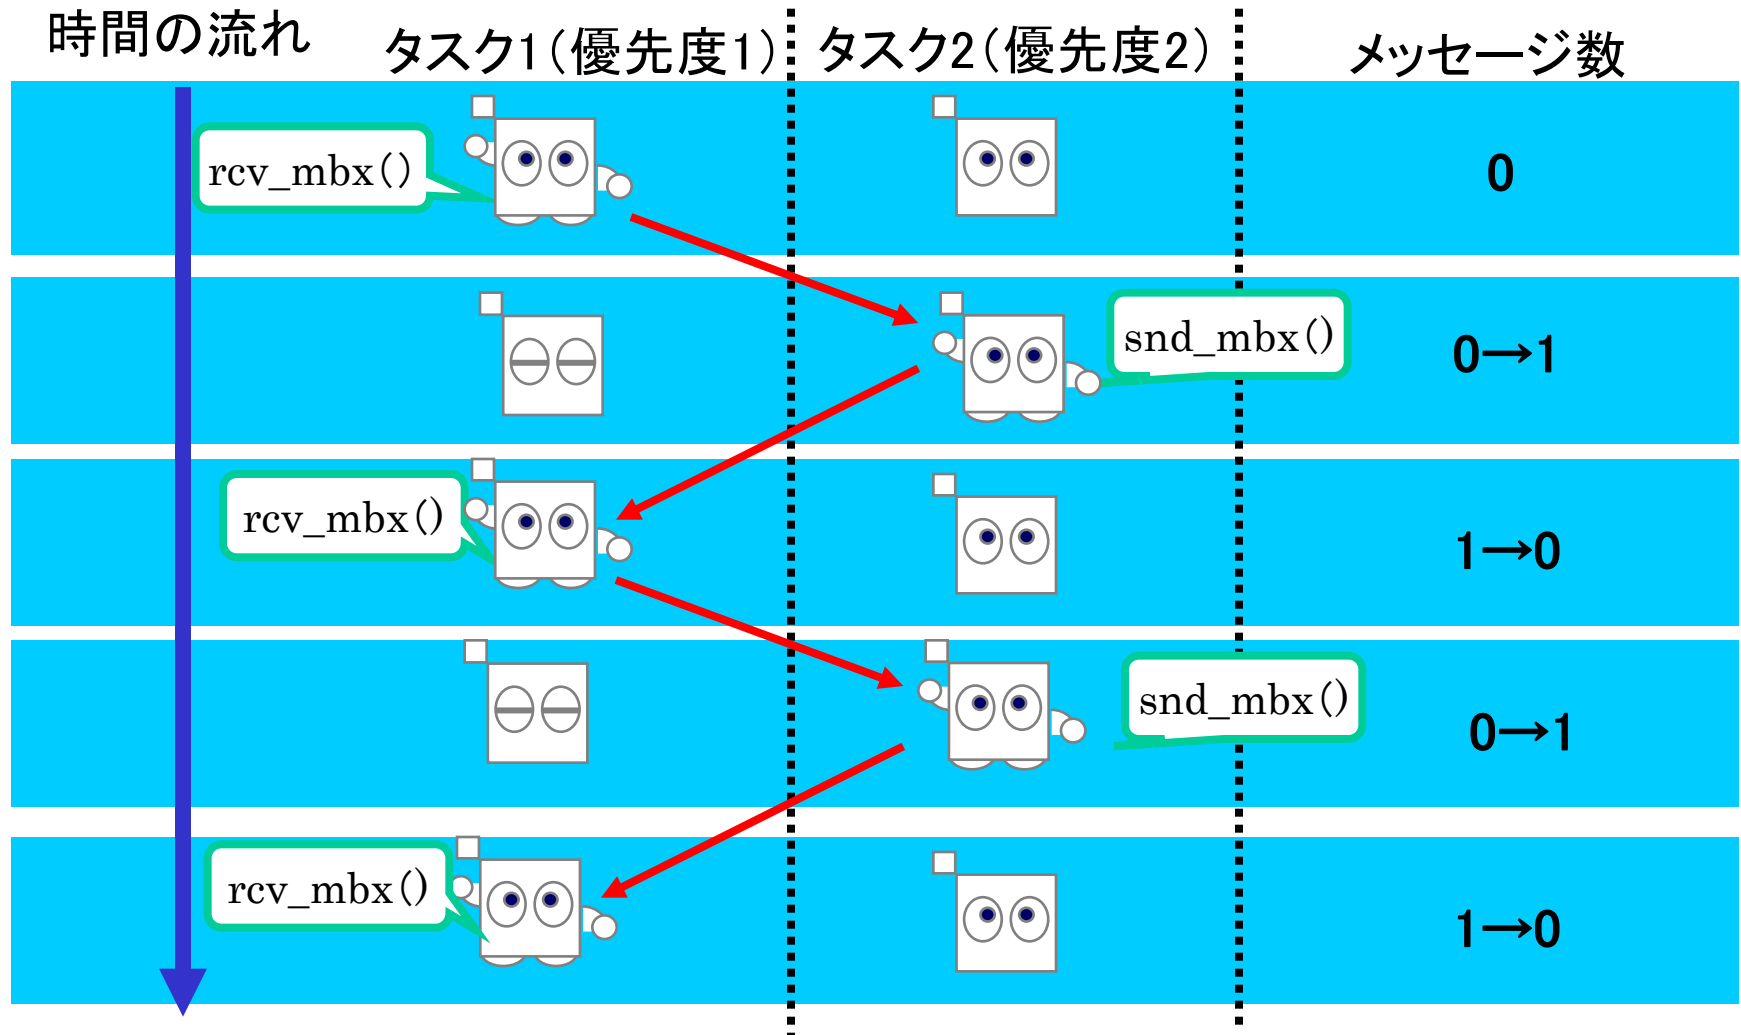 時間の流れ
タスク1(優先度1)
タスク2(優先度2)
メッセージ数
rcv_mbx()
0
snd_mbx()
0→1
rcv_mbx()
1→0
snd_mbx()
0→1
rcv_mbx()
1→0